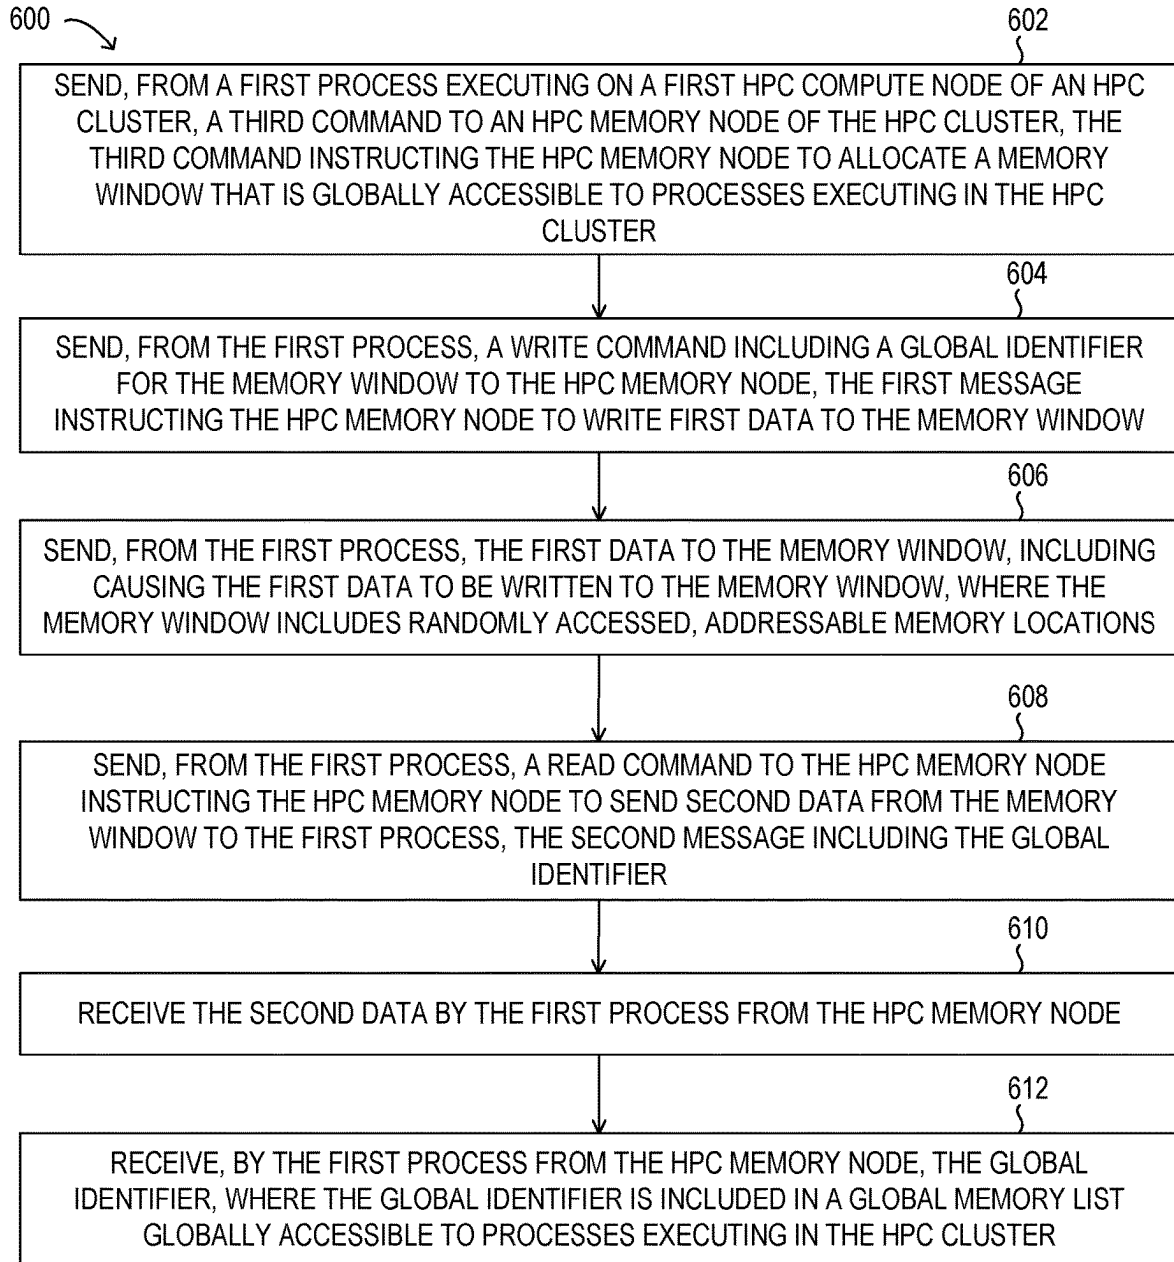 600
602
SEND, FROM A FIRST PROCESS EXECUTING ON A FIRST HPC COMPUTE NODE OF AN HPC
CLUSTER, A THIRD COMMAND TO AN HPC MEMORY NODE OF THE HPC CLUSTER, THE
THIRD COMMAND INSTRUCTING THE HPC MEMORY NODE TO ALLOCATE A MEMORY
WINDOW THAT IS GLOBALLY ACCESSIBLE TO PROCESSES EXECUTING IN THE HPC
CLUSTER
604
SEND, FROM THE FIRST PROCESS, A WRITE COMMAND INCLUDING A GLOBAL IDENTIFIER
FOR THE MEMORY WINDOW TO THE HPC MEMORY NODE, THE FIRST MESSAGE
INSTRUCTING THE HPC MEMORY NODE TO WRITE FIRST DATA TO THE MEMORY WINDOW
606
SEND, FROM THE FIRST PROCESS, THE FIRST DATA TO THE MEMORY WINDOW, INCLUDING
CAUSING THE FIRST DATA TO BE WRITTEN TO THE MEMORY WINDOW, WHERE THE
MEMORY WINDOW INCLUDES RANDOMLY ACCESSED, ADDRESSABLE MEMORY LOCATIONS
608
SEND, FROM THE FIRST PROCESS, A READ COMMAND TO THE HPC MEMORY NODE
INSTRUCTING THE HPC MEMORY NODE TO SEND SECOND DATA FROM THE MEMORY
WINDOW TO THE FIRST PROCESS, THE SECOND MESSAGE INCLUDING THE GLOBAL
IDENTIFIER
610
RECEIVE THE SECOND DATA BY THE FIRST PROCESS FROM THE HPC MEMORY NODE
612
RECEIVE, BY THE FIRST PROCESS FROM THE HPC MEMORY NODE, THE GLOBAL
IDENTIFIER, WHERE THE GLOBAL IDENTIFIER IS INCLUDED IN A GLOBAL MEMORY LIST
GLOBALLY ACCESSIBLE TO PROCESSES EXECUTING IN THE HPC CLUSTER